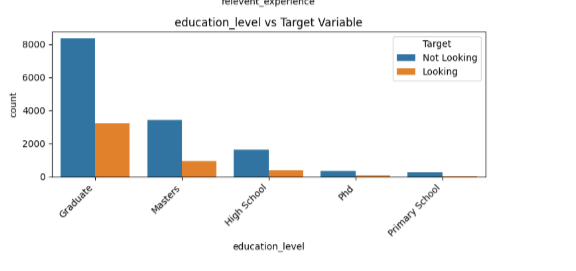 relevent_experience
education_level vs Target Variable
Target
Not Looking
Looking
8000
6000
4000
2000
0
count
Graduate
Masters
High School
Phd
Primary School
education_level